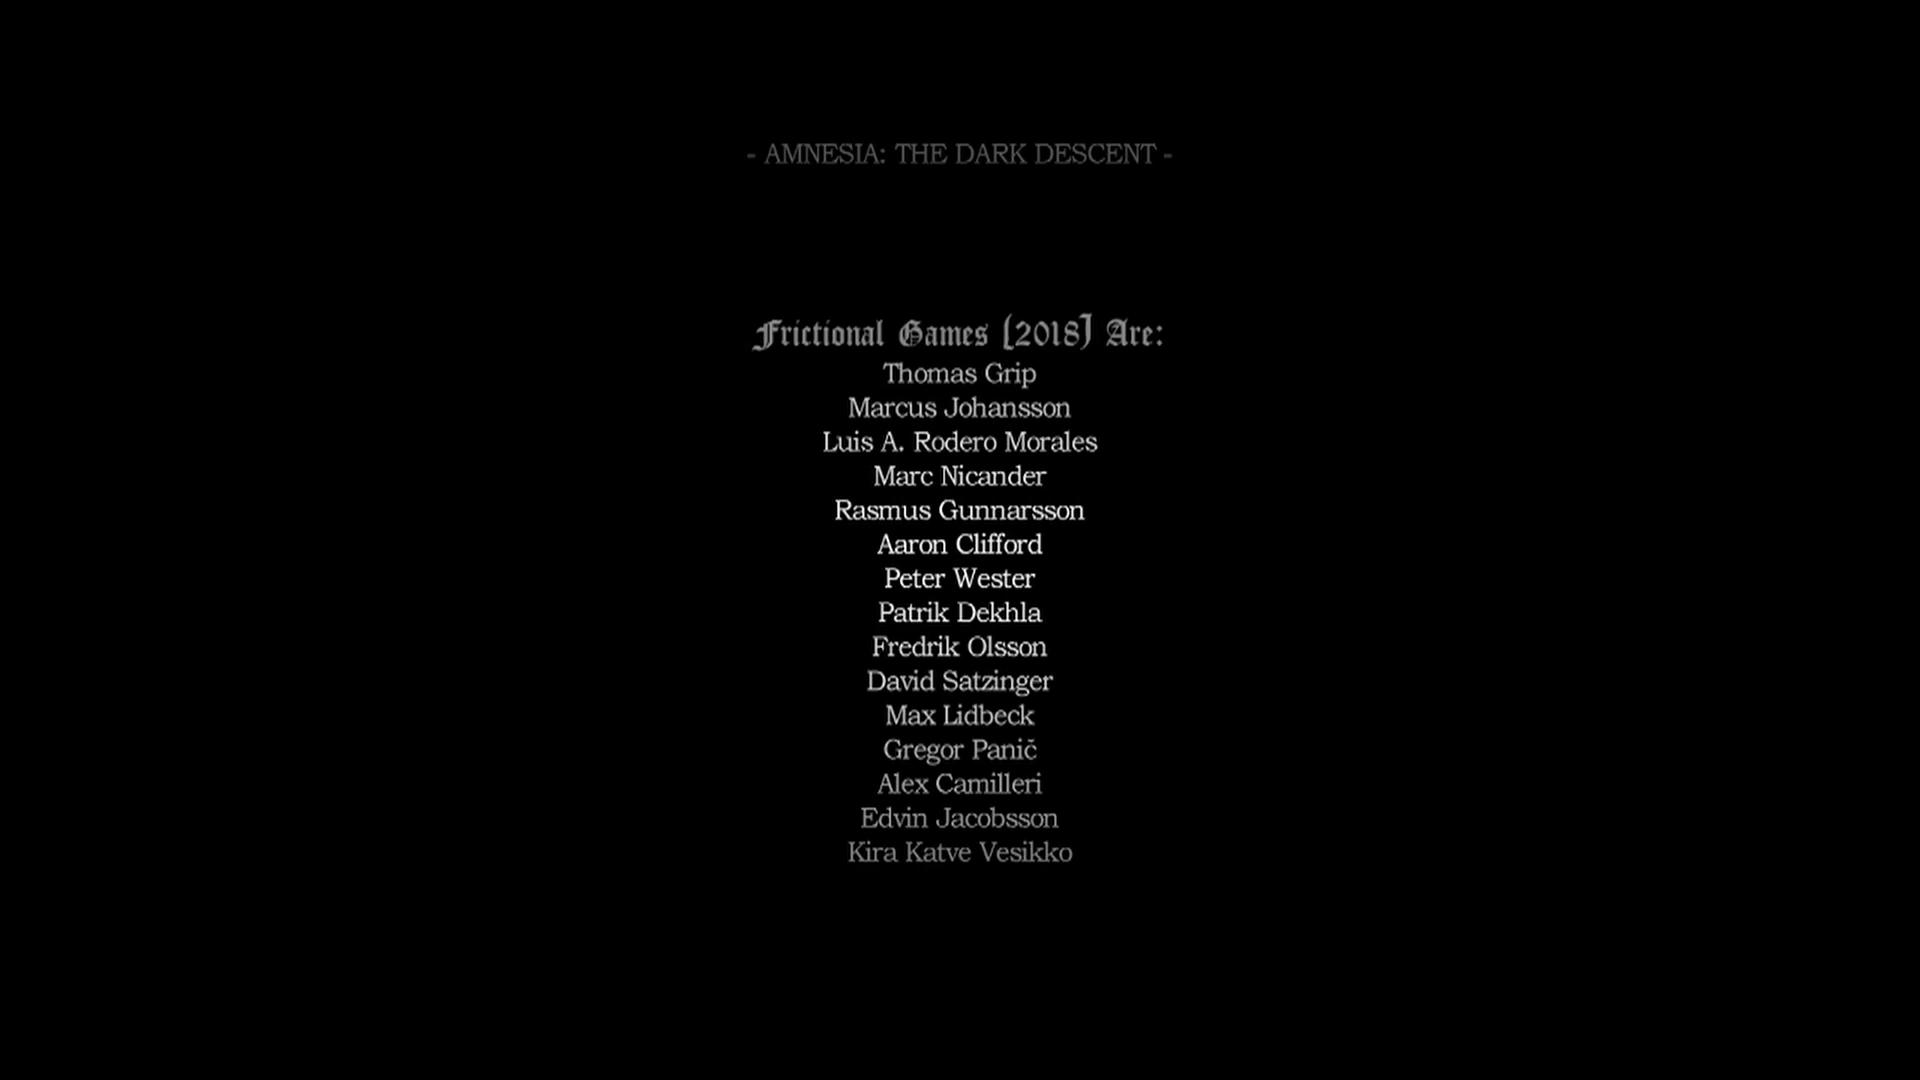 - AMNESIA: THE DARK DESCENT -
Frictional Games [2018] Are:
Thomas Grip
Marcus Johansson
Luis A. Rodero Morales
Marc Nicander
Rasmus Gunnarsson
Aaron Clifford
Peter Wester
Patrik Dekhla
Fredrik Olsson
David Satzinger
Max Lidbeck
Gregor Panič
Alex Camilleri
Edvin Jacobsson
Kira Katve Vesikko